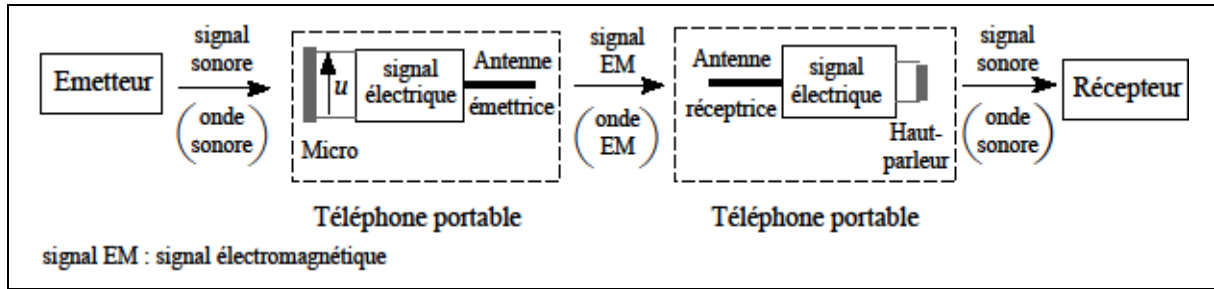 Emetteur
signal
sonore
(onde
sonore)
u
Micro
signal
électrique
Antenne
émettrice
Téléphone portable
signal
EM
(onde
EM)
Antenne
réceptrice
signal
électrique
Haut-
parleur
Téléphone portable
signal
sonore
(onde
sonore)
Récepteur
signal EM : signal électromagnétique